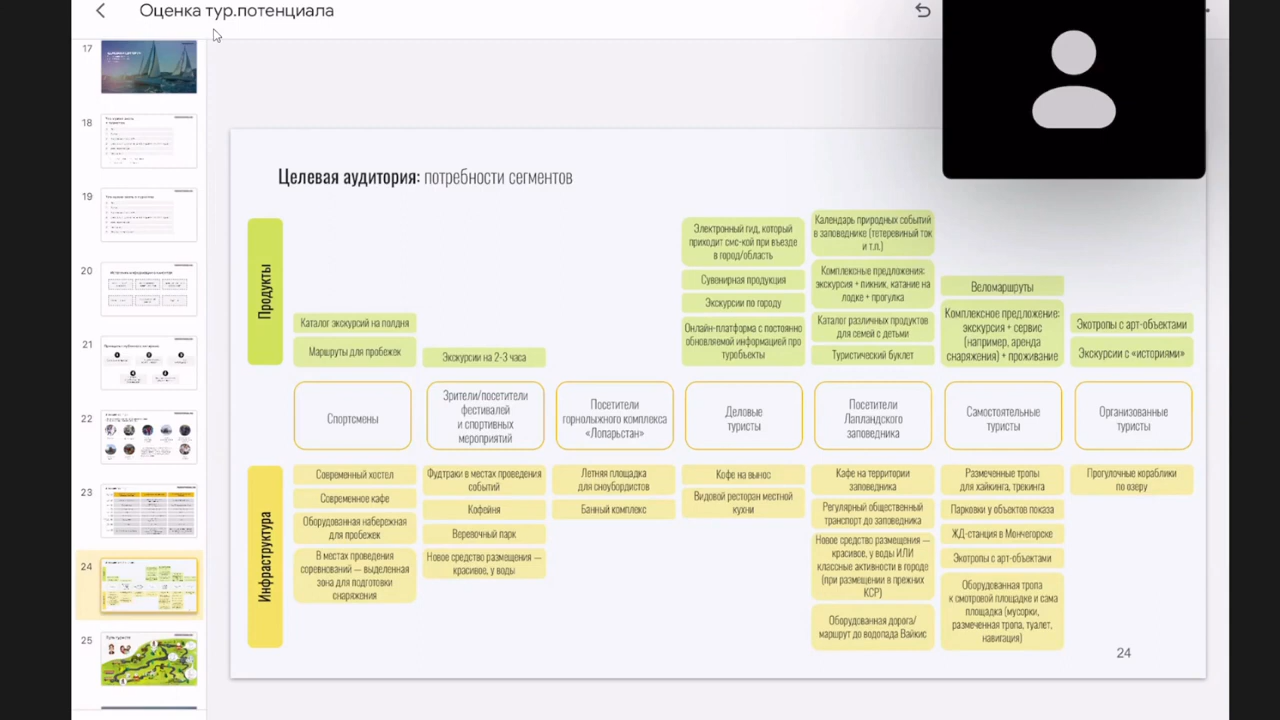 Оценка тур.потенциала
17
18
19
20
21
22
23
24
25
Целевая аудитория: потребности сегментов
Продукты
Каталог экскурсий на полдня
Маршруты для пробежек
Экскурсии на 2-3 часа
Электронный гид, который
приходит смс-кой при въезде
в город/область
Сувенирная продукция
Экскурсии по городу
Онлайн-платформа с постоянно
обновляемой информацией про
туробъекты
Календарь природных событий
в заповеднике (тетеревиный ток
и т.п.)
Комплексные предложения:
экскурсия + пикник, катание на
лодке + прогулка
Каталог различных продуктов
для семей с детьми
Туристический буклет
Веломаршруты
Комплексное предложение:
экскурсия + сервис
(например, аренда
снаряжения) + проживание
Экотропы с арт-объектами
Экскурсии с «историями»
Спортсмены
Зрители/посетители
фестивалей
и спортивных
мероприятий
Посетители
горнолыжного комплекса
«Лопарьстан»
Деловые
туристы
Посетители
Лапландского
заповедника
Самостоятельные
туристы
Организованные
туристы
Инфраструктура
Современный хостел
Современное кафе
Оборудованная набережная
для пробежек
В местах проведения
соревнований — выделенная
зона для подготовки
снаряжения
Фудтраки в местах проведения
событий
Кофейня
Веревочный парк
Новое средство размещения —
красивое, у воды
Летняя площадка
для сноубордистов
Банный комплекс
Кофе на вынос
Видовой ресторан местной
кухни
Кафе на территории
заповедника
Регулярный общественный
транспорт до заповедника
Новое средство размещения —
красивое, у воды ИЛИ
классные активности в городе
(при размещении в прежних
КСР)
Оборудованная дорога/
маршрут до водопада Вайкис
Размеченные тропы
для хайкинга, трекинга
Парковки у объектов показа
ЖД-станция в Мончегорске
Экотропы с арт-объектами
Оборудованная тропа
к смотровой площадке и сама
площадка (мусорки,
размеченная тропа, туалет,
навигация)
Прогулочные кораблики
по озеру
24